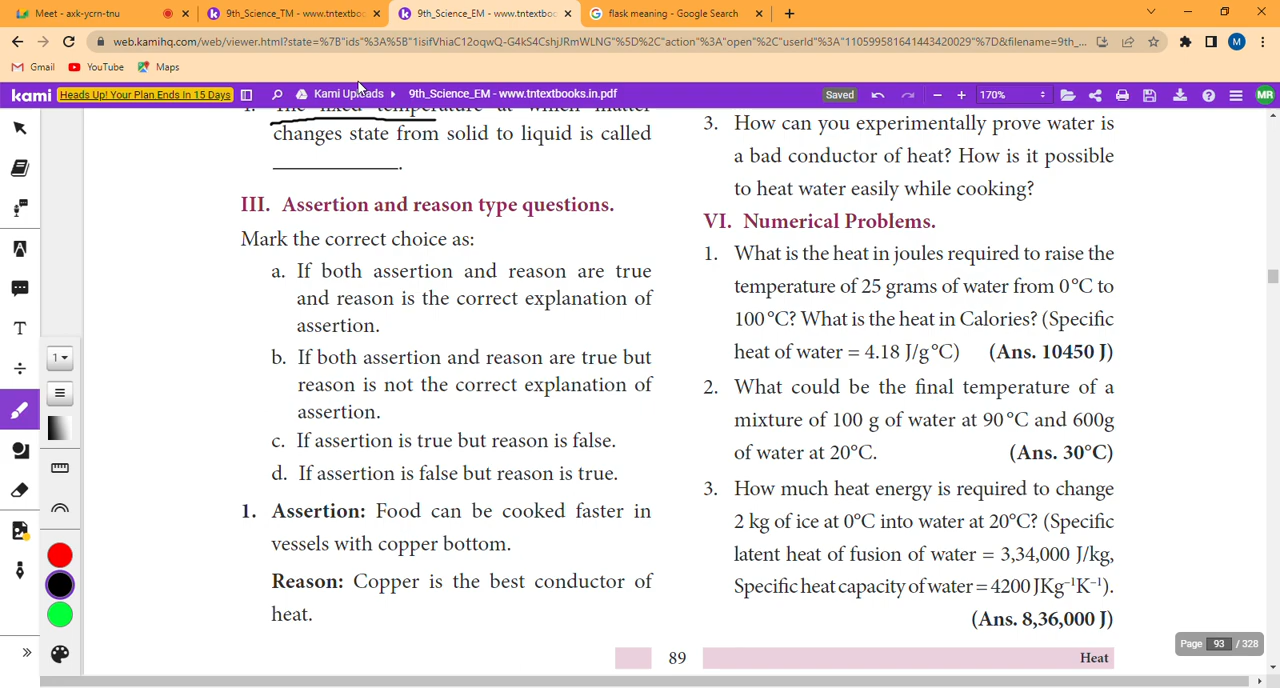 Meet - axk-ycrn-tnu
9th_Science_TM - www.tntextboo
9th_Science_EM - www.tntextboo
flask meaning - Google Search
web.kamihq.com/web/viewer.html?state=%7B"ids"%3A%5B"1isifVhiaC12oqwQ-G4kS4CshjJRmWLNG"%5D%2C"action"%3A"open"%2C"userId"%3A"110599581641443420029"%7D&filename=9th_...
M
Gmail
YouTube
Maps
kami
Heads Up! Your Plan Ends In 15 Days
Kami Uploads
9th_Science_EM - www.tntextbooks.in.pdf
Saved
170%
MR
1
T
1. The fixed temperature at which matter
changes state from solid to liquid is called
____________.
III. Assertion and reason type questions.
Mark the correct choice as:
a. If both assertion and reason are true
and reason is the correct explanation of
assertion.
b. If both assertion and reason are true but
reason is not the correct explanation of
assertion.
c. If assertion is true but reason is false.
d. If assertion is false but reason is true.
1. Assertion: Food can be cooked faster in
vessels with copper bottom.
Reason: Copper is the best conductor of
heat.
3. How can you experimentally prove water is
a bad conductor of heat? How is it possible
to heat water easily while cooking?
VI. Numerical Problems.
1. What is the heat in joules required to raise the
temperature of 25 grams of water from 0°C to
100°C? What is the heat in Calories? (Specific
heat of water = 4.18 J/g°C) (Ans. 10450 J)
2. What could be the final temperature of a
mixture of 100 g of water at 90°C and 600g
of water at 20°C. (Ans. 30°C)
3. How much heat energy is required to change
2 kg of ice at 0°C into water at 20°C? (Specific
latent heat of fusion of water = 3,34,000 J/kg,
Specific heat capacity of water = 4200 JKg⁻¹K⁻¹).
(Ans. 8,36,000 J)
89
Heat
Page 93 / 328